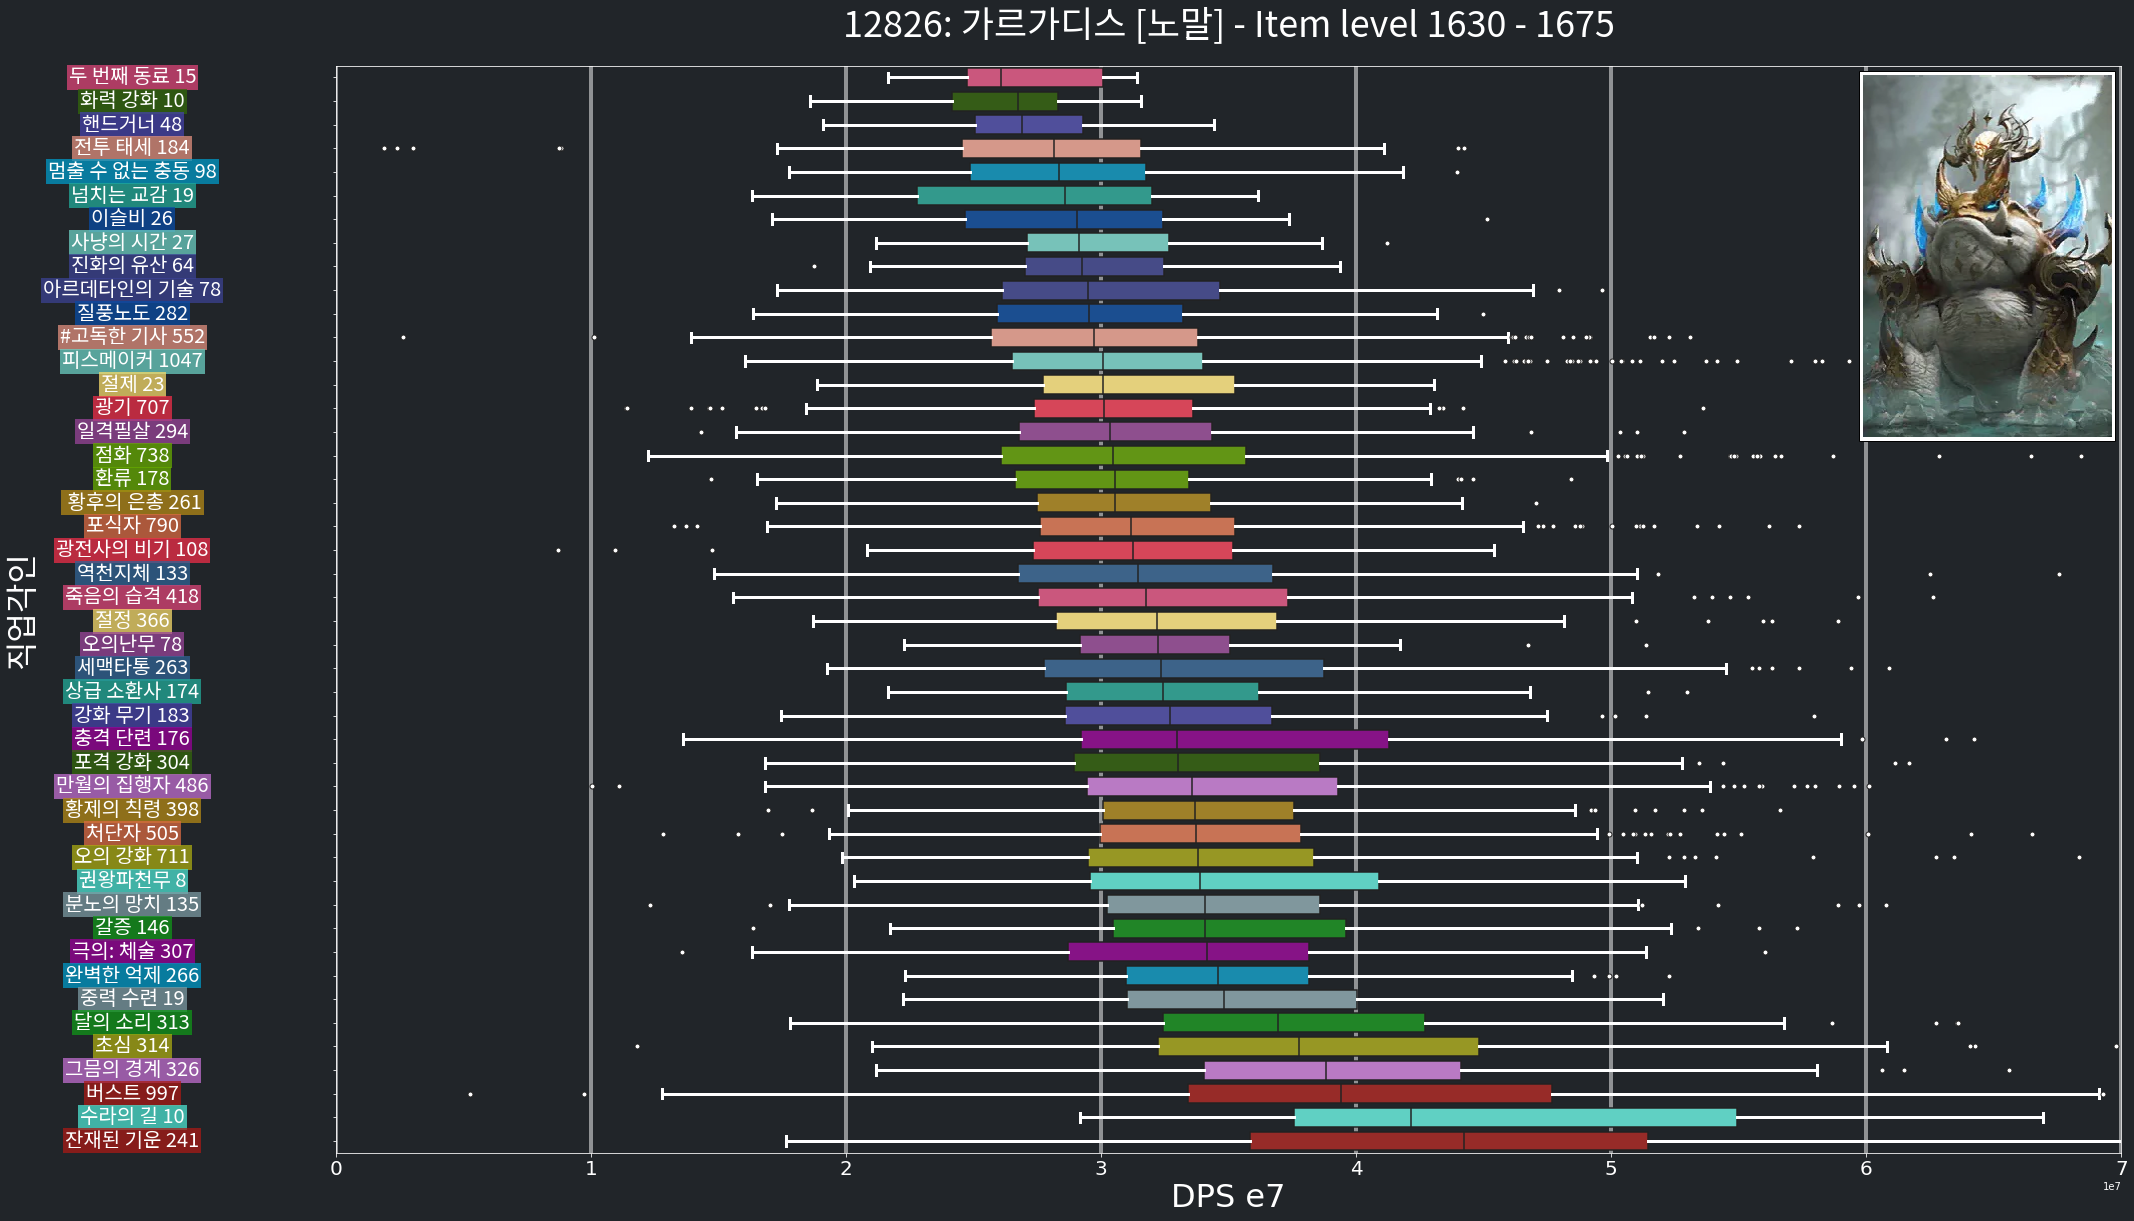 12826: 가르가디스 [노말] - Item level 1630 - 1675
두 번째 동료 15
화력 강화 10
핸드거너 48
전투 태세 184
멈출 수 없는 충동 98
넘치는 교감 19
이슬비 26
사냥의 시간 27
진화의 유산 64
아르데타인의 기술 78
질풍노도 282
#고독한 기사 552
피스메이커 1047
절제 23
광기 707
일격필살 294
점화 738
환류 178
황후의 은총 261
포식자 790
광전사의 비기 108
역천지체 133
죽음의 습격 418
절정 366
오의난무 78
세맥타통 263
상급 소환사 174
강화 무기 183
충격 단련 176
포격 강화 304
만월의 집행자 486
황제의 칙령 398
처단자 505
오의 강화 711
권왕파천무 8
분노의 망치 135
갈증 146
극의: 체술 307
완벽한 억제 266
중력 수련 19
달의 소리 313
초심 314
그믐의 경계 326
버스트 997
수라의 길 10
잔재된 기운 241
직업각인
0 1 2 3 4 5 6 7
1e7
DPS e7